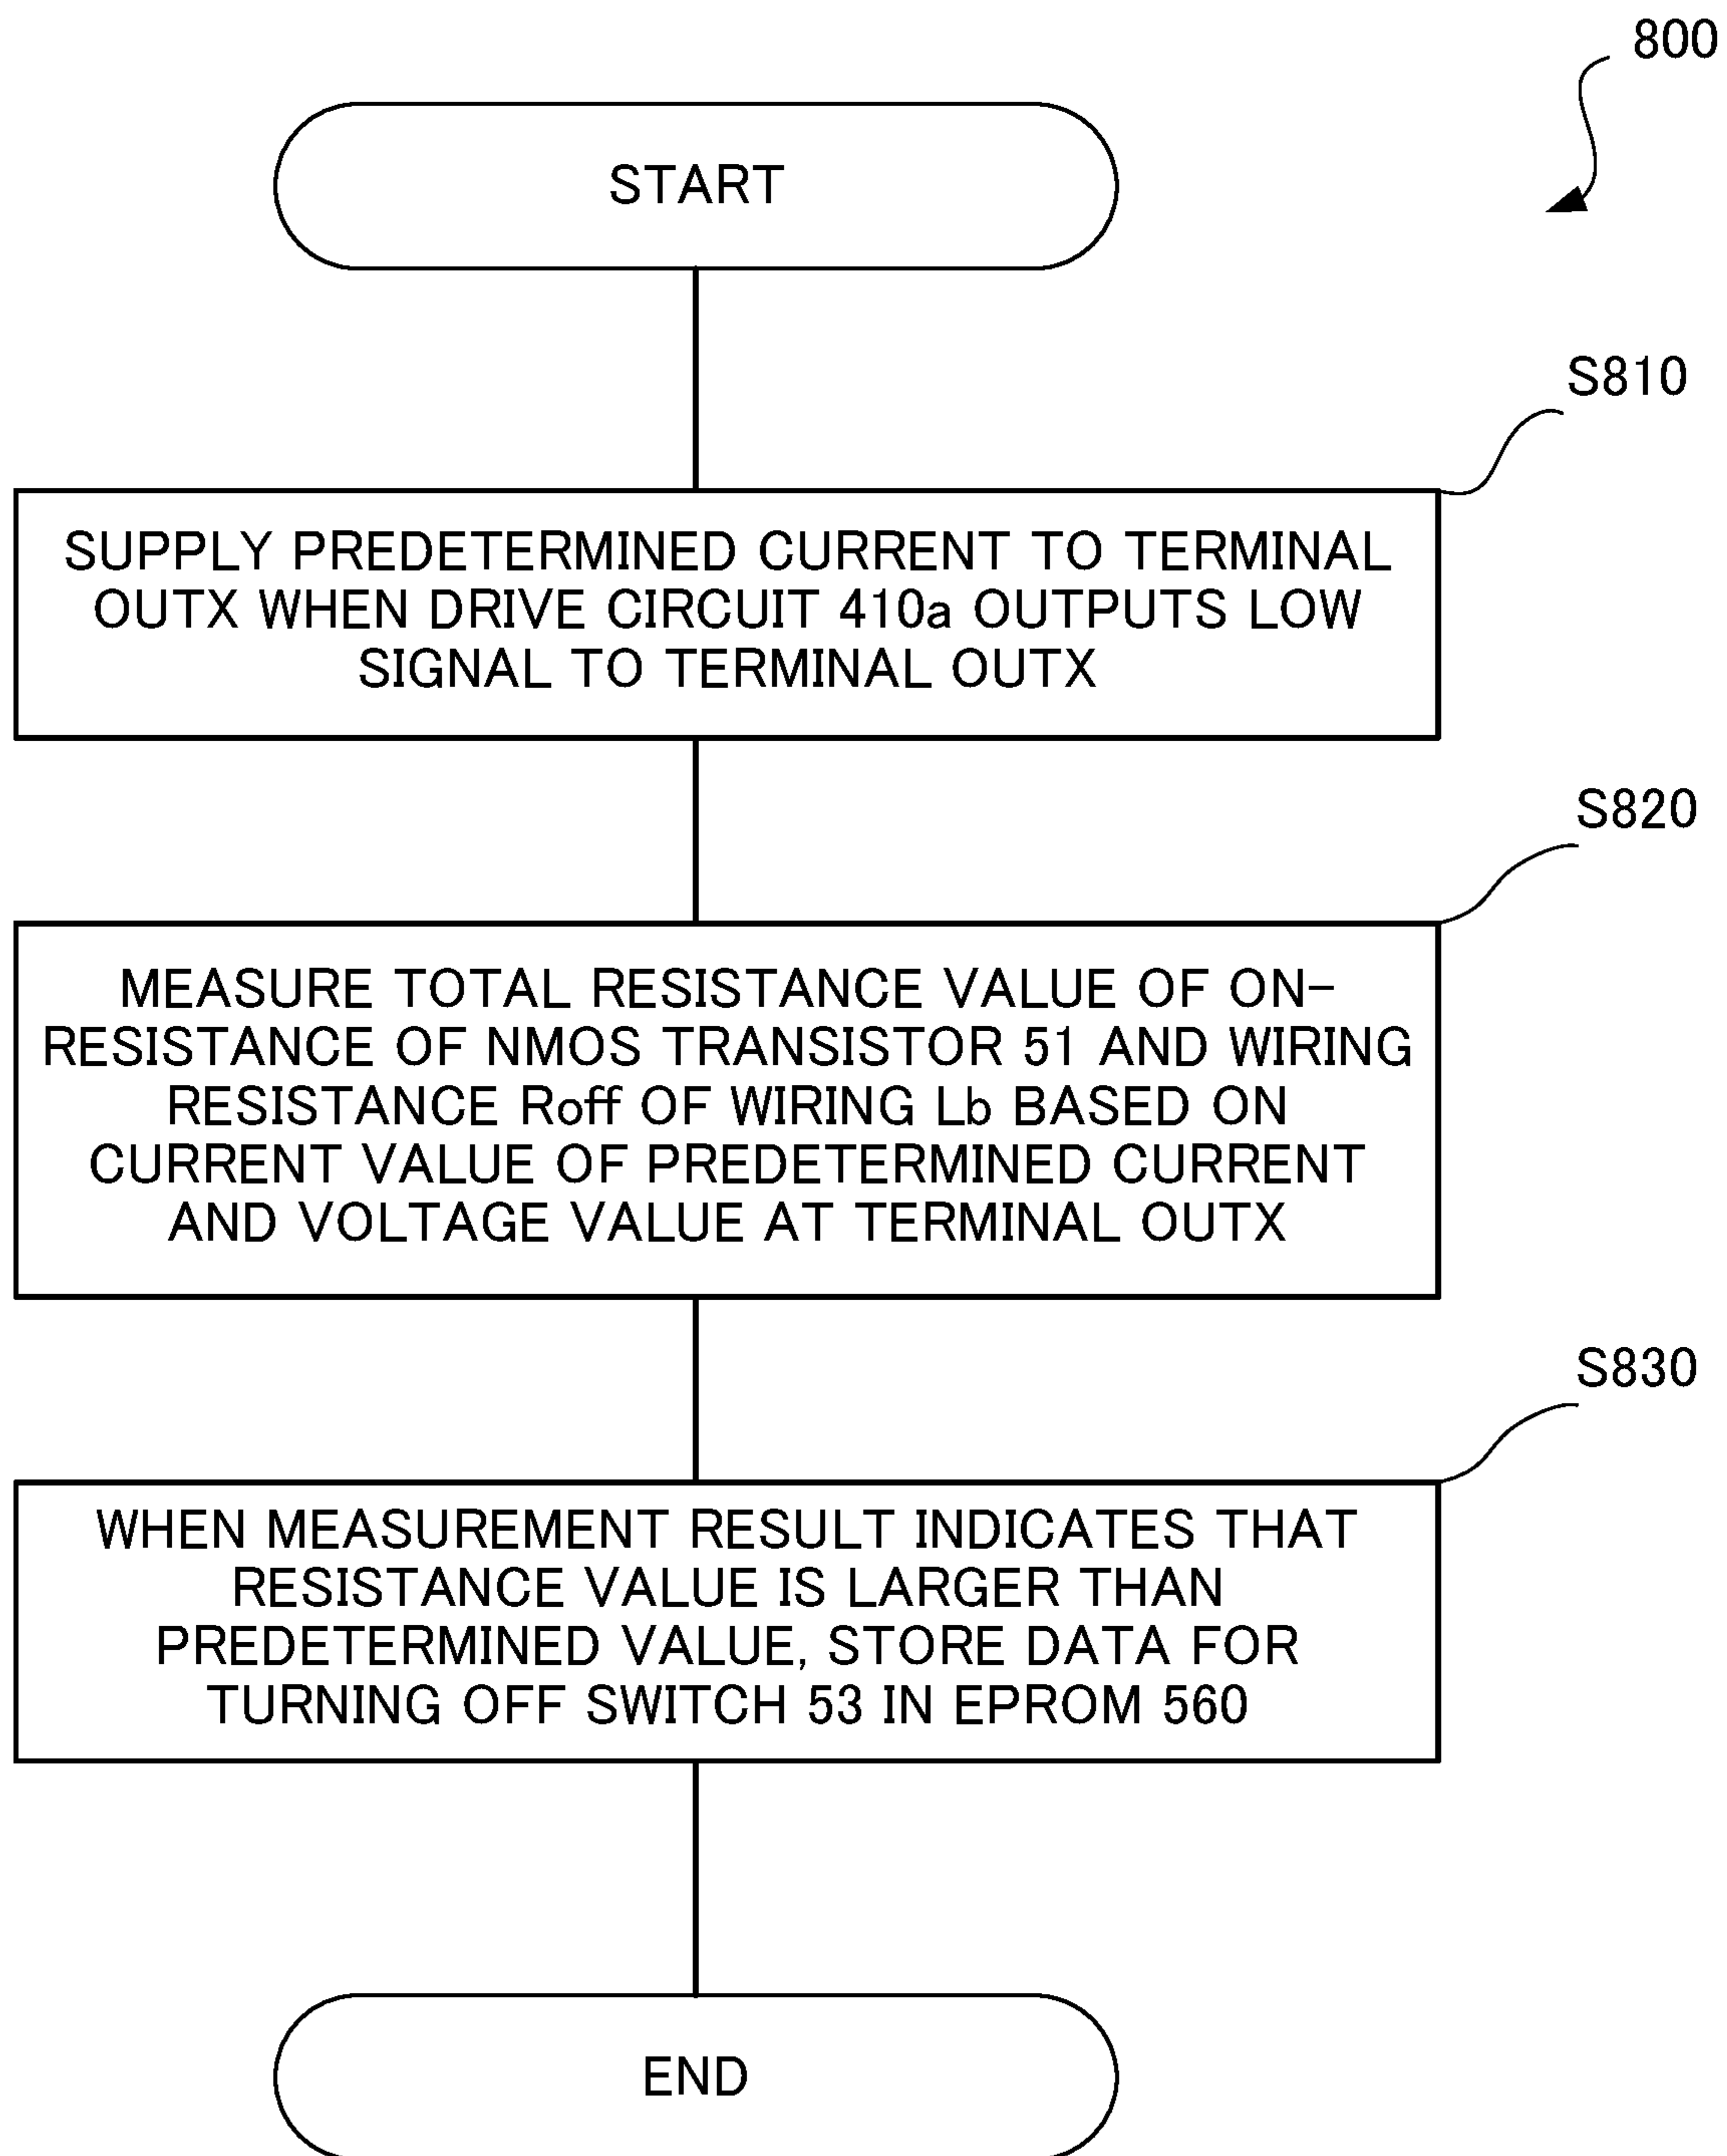 800
START
S810
SUPPLY PREDETERMINED CURRENT TO TERMINAL
OUTX WHEN DRIVE CIRCUIT 410a OUTPUTS LOW
SIGNAL TO TERMINAL OUTX
S820
MEASURE TOTAL RESISTANCE VALUE OF ON-
RESISTANCE OF NMOS TRANSISTOR 51 AND WIRING
RESISTANCE Roff OF WIRING Lb BASED ON
CURRENT VALUE OF PREDETERMINED CURRENT
AND VOLTAGE VALUE AT TERMINAL OUTX
S830
WHEN MEASUREMENT RESULT INDICATES THAT
RESISTANCE VALUE IS LARGER THAN
PREDETERMINED VALUE, STORE DATA FOR
TURNING OFF SWITCH 53 IN EPROM 560
END